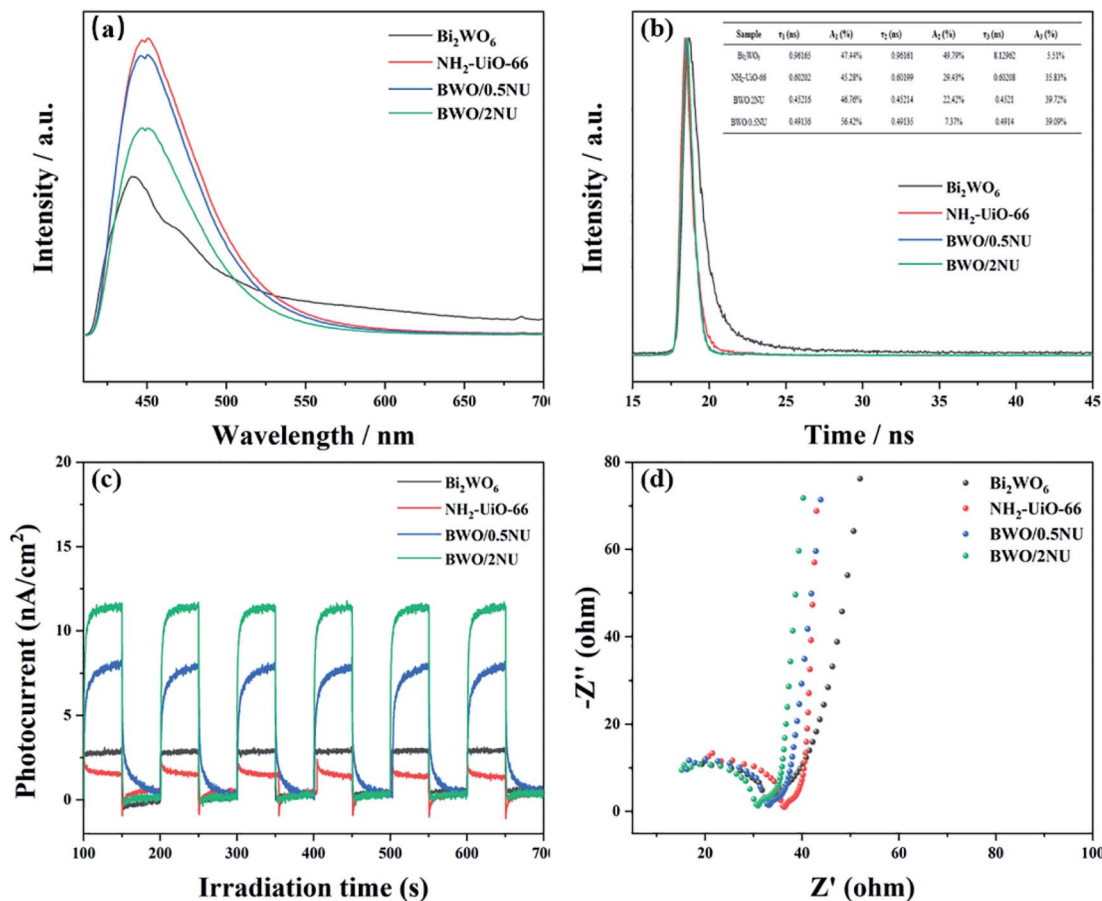 (a)
Bi₂WO₆
NH₂-UiO-66
BWO/0.5NU
BWO/2NU
Intensity / a.u.
450 500 550 600 650 700
Wavelength / nm
(b)
Sample τ₁ (ns) A₁ (%) τ₂ (ns) A₂ (%) τ₃ (ns) A₃ (%)
Bi₂WO₆ 0.96165 47.44% 0.96161 49.79% 8.12962 5.51%
NH₂-UiO-66 0.60202 45.28% 0.60199 29.43% 0.60208 35.83%
BWO/2NU 0.45216 46.76% 0.45214 22.42% 0.4521 39.72%
BWO/0.5NU 0.49136 56.42% 0.49135 7.37% 0.4914 39.09%
Bi₂WO₆
NH₂-UiO-66
BWO/0.5NU
BWO/2NU
Intensity / a.u.
15 20 25 30 35 40 45
Time / ns
(c)
Bi₂WO₆
NH₂-UiO-66
BWO/0.5NU
BWO/2NU
Photocurrent (nA/cm²)
20
15
10
5
0
100 200 300 400 500 600 700
Irradiation time (s)
(d)
Bi₂WO₆
NH₂-UiO-66
BWO/0.5NU
BWO/2NU
-Z'' (ohm)
80
60
40
20
0
20 40 60 80 100
Z' (ohm)